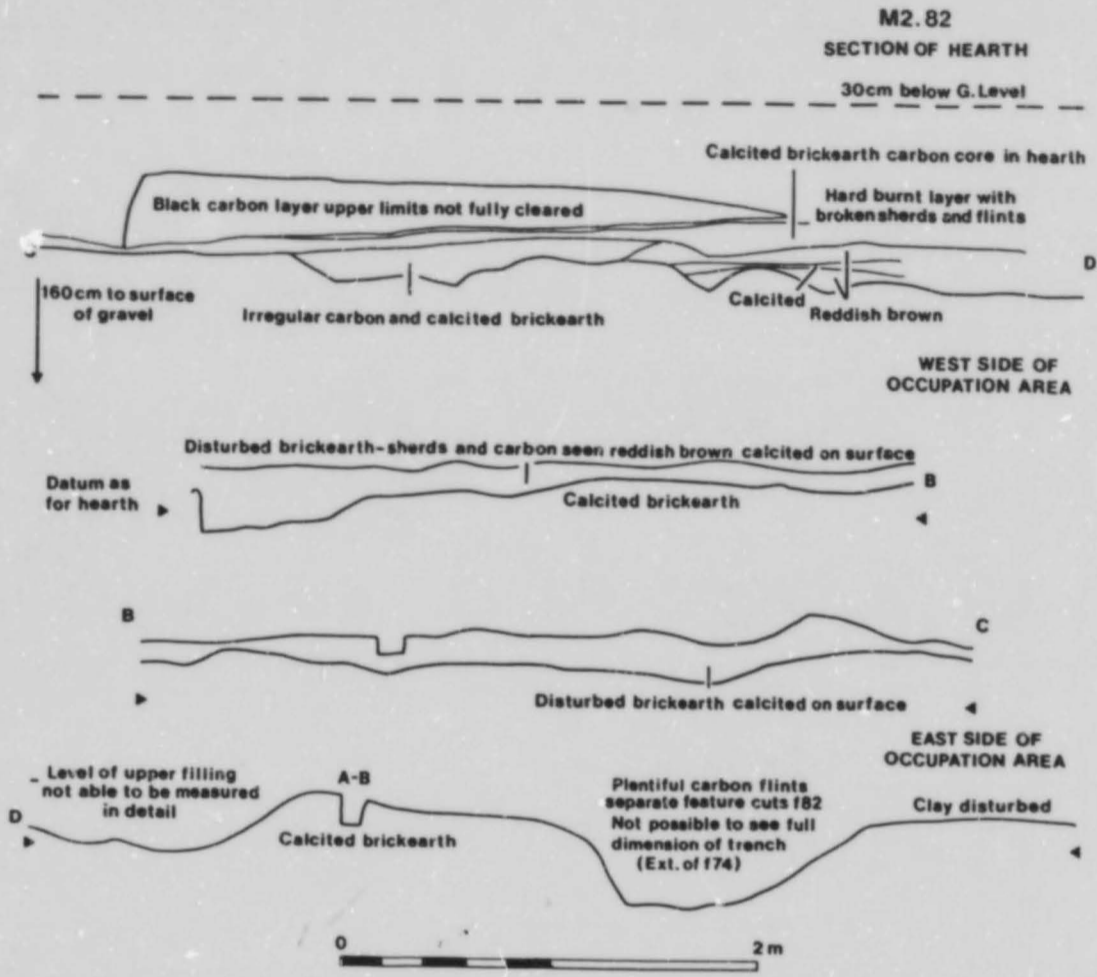 M2.82
SECTION OF HEARTH
30cm below G. Level
Calcited brickearth carbon core in hearth
Black carbon layer upper limits not fully cleared
Hard burnt layer with
broken sherds and flints
D
160cm to surface
of gravel
Irregular carbon and calcited brickearth
Calcited
Reddish brown
WEST SIDE OF
OCCUPATION AREA
Disturbed brickearth-sherds and carbon seen reddish brown calcited on surface
Datum as
for hearth
Calcited brickearth
B
B
C
Disturbed brickearth calcited on surface
EAST SIDE OF
OCCUPATION AREA
Level of upper filling
not able to be measured
in detail
D
A-B
Calcited brickearth
Plentiful carbon flints
separate feature cuts f82
Not possible to see full
dimension of trench
(Ext. of f74)
Clay disturbed
0
2 m